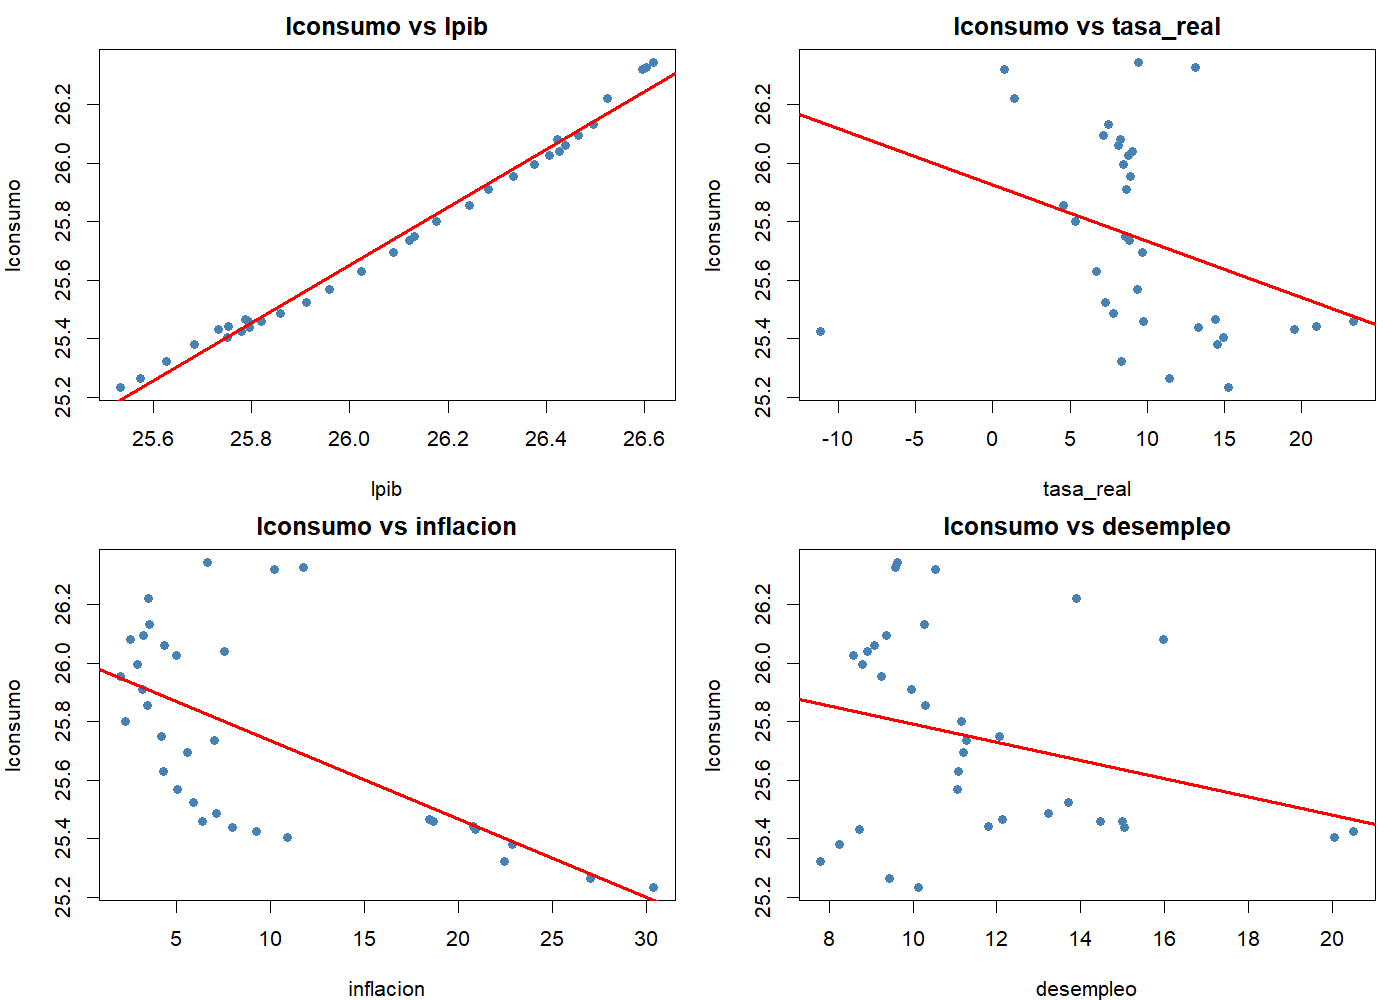 lconsumo vs lpib
lconsumo
25.2 25.4 25.6 25.8 26.0 26.2
25.6 25.8 26.0 26.2 26.4 26.6
lpib
lconsumo vs tasa_real
lconsumo
25.2 25.4 25.6 25.8 26.0 26.2
-10 -5 0 5 10 15 20
tasa_real
lconsumo vs inflacion
lconsumo
25.2 25.4 25.6 25.8 26.0 26.2
5 10 15 20 25 30
inflacion
lconsumo vs desempleo
lconsumo
25.2 25.4 25.6 25.8 26.0 26.2
8 10 12 14 16 18 20
desempleo